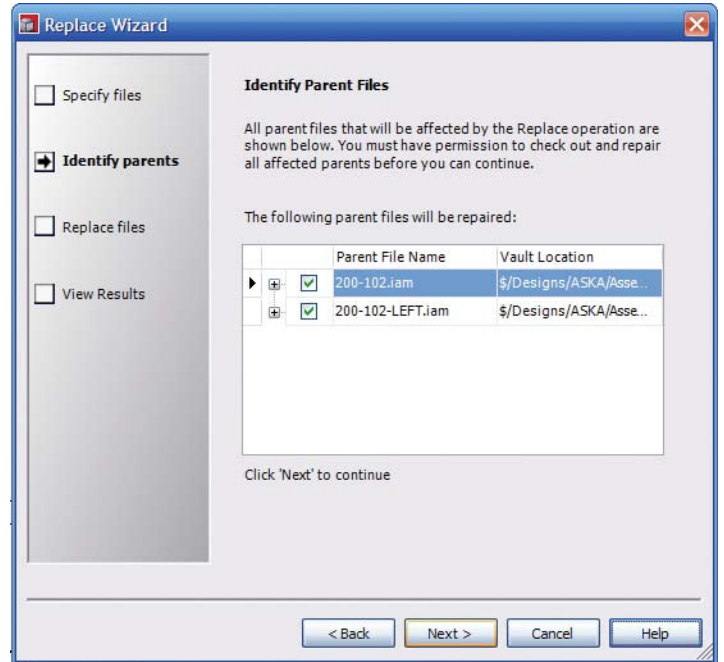 Replace Wizard
Specify files
Identify parents
Replace files
View Results
Identify Parent Files
All parent files that will be affected by the Replace operation are
shown below. You must have permission to check out and repair
all affected parents before you can continue.
The following parent files will be repaired:
Parent File Name Vault Location
200-102.iam $/Designs/ASKA/Asse...
200-102-LEFT.iam $/Designs/ASKA/Asse...
Click 'Next' to continue
< Back Next > Cancel Help